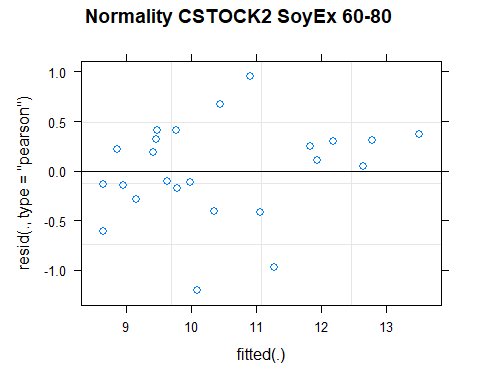 Normality CSTOCK2 SoyEx 60-80
resid(., type = "pearson")
1.0
0.5
0.0
-0.5
-1.0
9 10 11 12 13
fitted(.)